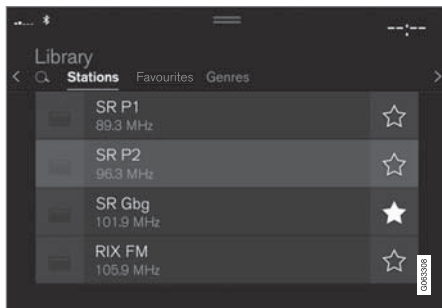 --:--
Library
Stations Favourites Genres
SR P1
89.3 MHz
SR P2
96.3 MHz
SR Gbg
101.9 MHz
RIX FM
105.9 MHz
G063308